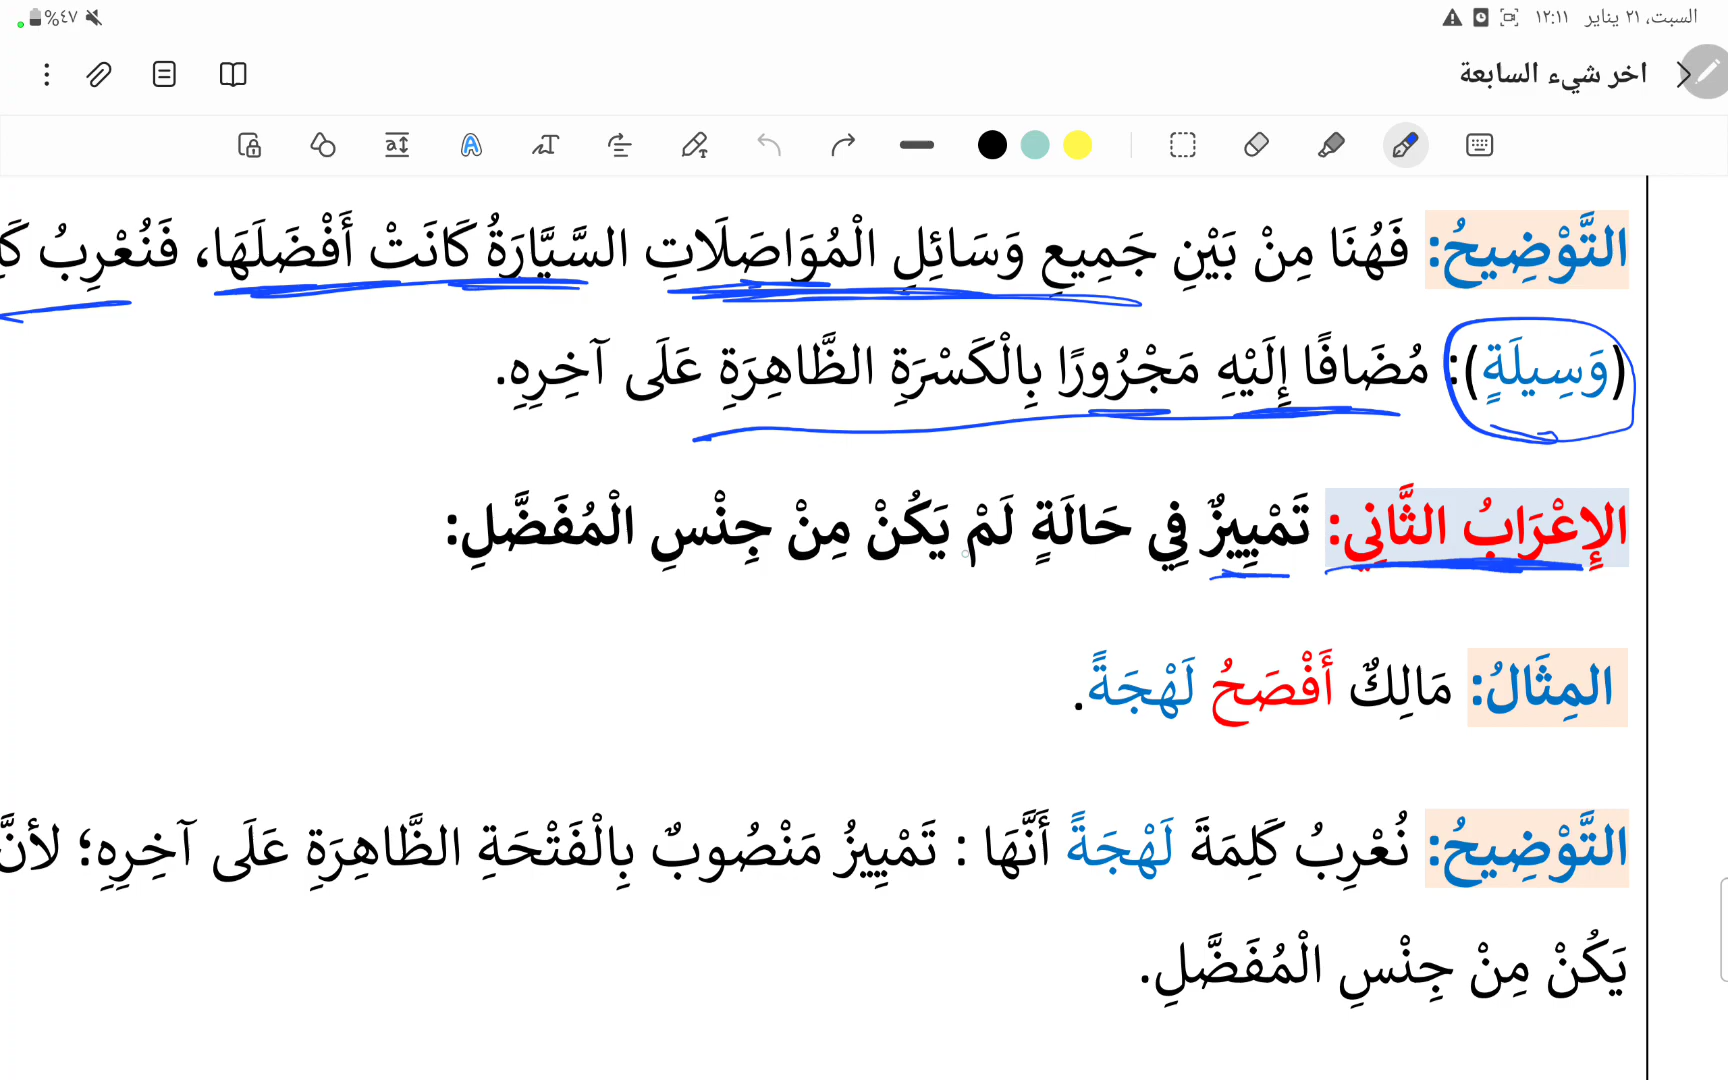 السبت، ٢١ يناير ١٢:١١
٤٧%
اخر شيء السابعة
التَّوْضِيحُ: فَهُنَا مِنْ بَيْنِ جَمِيعِ وَسَائِلِ الْمُوَاصَلَاتِ السَّيَّارَةُ كَانَتْ أَفْضَلَهَا، فَنُعْرِبُ
(وَسِيلَةٍ): مُضَافًا إِلَيْهِ مَجْرُورًا بِالْكَسْرَةِ الظَّاهِرَةِ عَلَى آخِرِهِ.
الإِعْرَابُ الثَّانِي: تَمْيِيزٌ فِي حَالَةٍ لَمْ يَكُنْ مِنْ جِنْسِ الْمُفَضَّلِ:
المِثَالُ: مَالِكٌ أَفْصَحُ لَهْجَةً.
التَّوْضِيحُ: نُعْرِبُ كَلِمَةَ لَهْجَةً أَنَّهَا : تَمْيِيزُ مَنْصُوبٌ بِالْفَتْحَةِ الظَّاهِرَةِ عَلَى آخِرِهِ؛ لأنَّ
يَكُنْ مِنْ جِنْسِ الْمُفَضَّلِ.